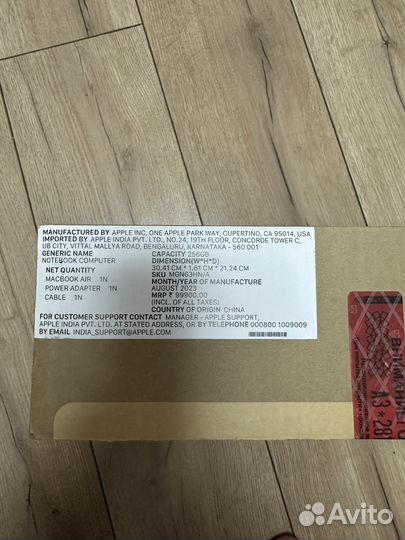 MANUFACTURED BY APPLE INC, ONE APPLE PARK WAY, CUPERTINO, CA 95014, USA
IMPORTED BY APPLE INDIA PVT. LTD., NO.24, 19TH FLOOR, CONCORDE TOWER C,
UB CITY, VITTAL MALLYA ROAD, BENGALURU, KARNATAKA - 560 001
GENERIC NAME
NOTEBOOK COMPUTER
NET QUANTITY
MACBOOK AIR 1N
POWER ADAPTER 1N
CABLE 1N
CAPACITY 256GB
DIMENSION(W*H*D)
30.41 CM * 1.61 CM * 21.24 CM
SKU MGN63HN/A
MONTH/YEAR OF MANUFACTURE
AUGUST 2023
MRP ₹ 99900.00
(INCL. OF ALL TAXES)
COUNTRY OF ORIGIN CHINA
FOR CUSTOMER SUPPORT CONTACT MANAGER - APPLE SUPPORT,
APPLE INDIA PVT. LTD. AT STATED ADDRESS, OR BY TELEPHONE 000800 1009009
BY EMAIL INDIA_SUPPORT@APPLE.COM
ВНИМАНИЕ
A3*28
Avito